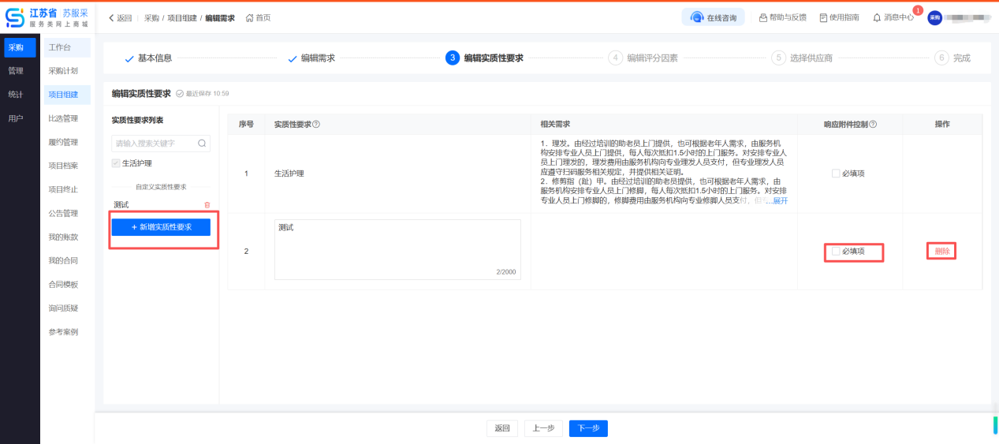 江苏省 苏服采
服务类网上商城
返回 采购 / 项目组建 / 编辑需求 首页
在线咨询 帮助与反馈 使用指南 消息中心 1 采购
采购
管理
统计
用户
工作台
采购计划
项目组建
比选管理
履约管理
项目档案
项目终止
公告管理
我的账款
我的合同
合同模板
询问质疑
参考案例
基本信息 编辑需求 3 编辑实质性要求 4 编辑评分因素 5 选择供应商 6 完成
编辑实质性要求 最近保存 10:59
实质性要求列表
请输入搜索关键字
生活护理
自定义实质性要求
测试
+ 新增实质性要求
序号 实质性要求 相关需求 响应附件控制 操作
1 生活护理
1、理发。由经过培训的助老员上门提供，也可根据老年人需求，由服务机
构安排专业人员上门提供，每人每次抵扣1.5小时的上门服务。对安排专业人
员上门理发的，理发费用由服务机构向专业理发人员支付，但专业理发人员
应遵守扫码服务相关规定，并提供相关证明。
2、修剪指（趾）甲。由经过培训的助老员提供，也可根据老年人需求，由
服务机构安排专业人员上门修脚，每人每次抵扣1.5小时的上门服务。对安排
专业人员上门修脚的，修脚费用由服务机构向专业修脚人员支付，但...展开
必填项
2 测试
2/2000
必填项 删除
返回 上一步 下一步